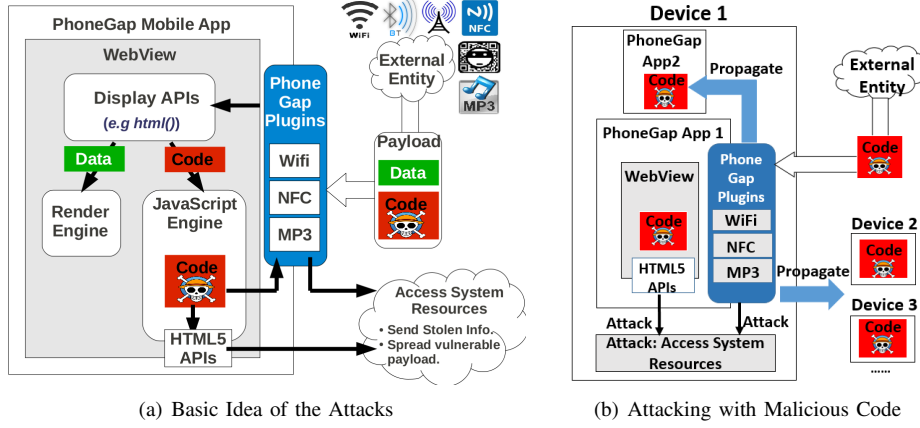 PhoneGap Mobile App
WebView
Display APIs
(e.g html())
Data
Code
Render
Engine
JavaScript
Engine
Code
HTML5
APIs
Phone
Gap
Plugins
Wifi
NFC
MP3
WiFi
BT
NFC
MP3
External
Entity
Payload
Data
Code
Access System
Resources
• Send Stolen Info.
• Spread vulnerable
payload.
(a) Basic Idea of the Attacks
Device 1
PhoneGap
App2
Code
Propagate
External
Entity
Code
PhoneGap App 1
WebView
Code
HTML5
APIs
Phone
Gap
Plugins
WiFi
NFC
MP3
Propagate
Device 2
Code
Device 3
Code
......
Attack
Attack
Attack: Access System
Resources
(b) Attacking with Malicious Code